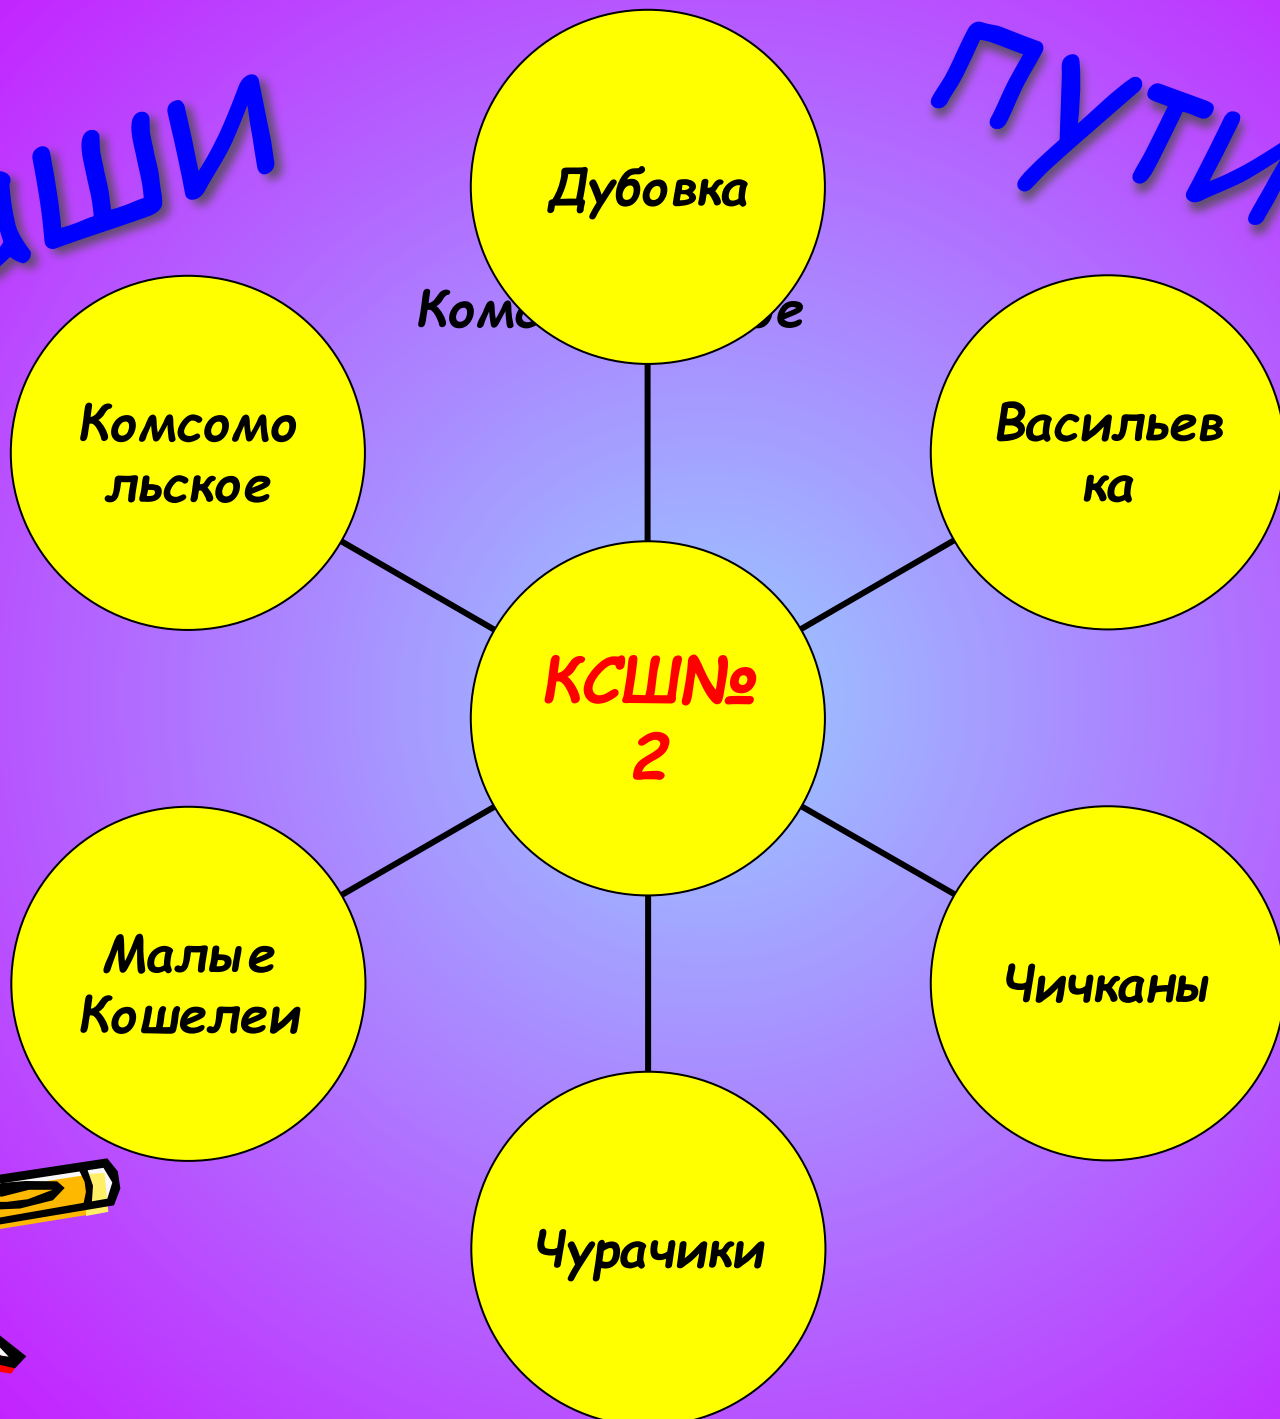 ПУТИ
Дубовка
Комсомо
льское
Васильев
ка
КСШ№
2
Малые
Кошелеи
Чичканы
Чурачики